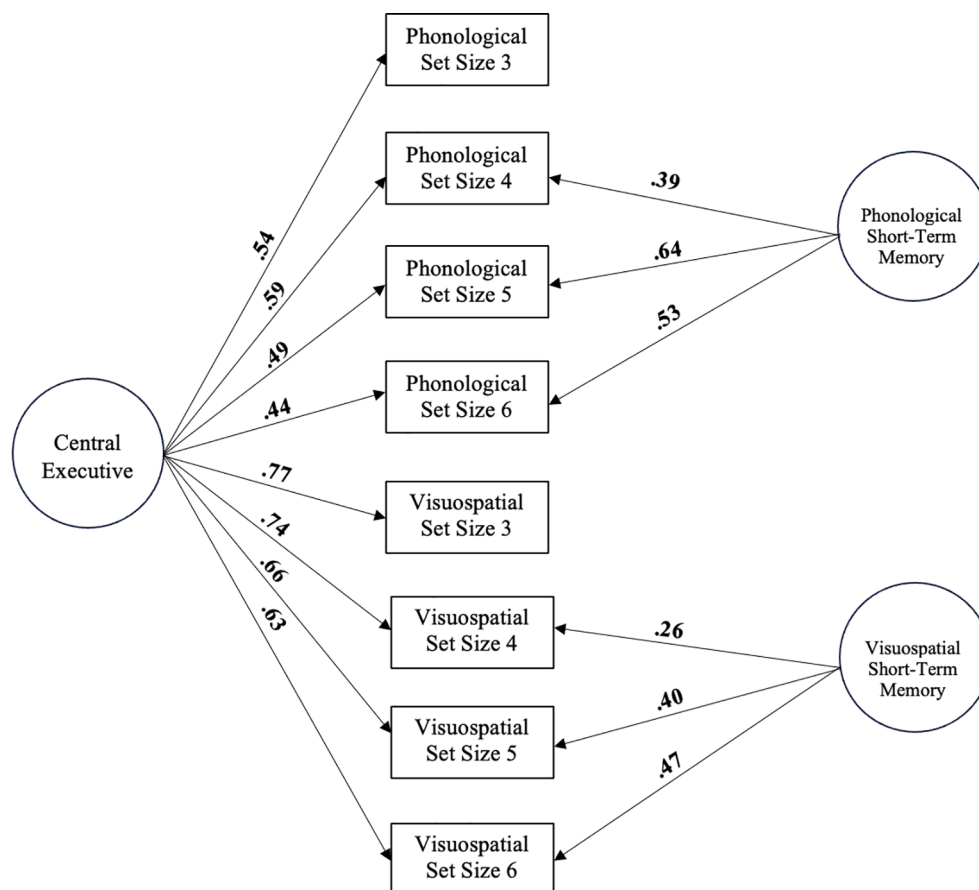 Phonological
Set Size 3
Phonological
Set Size 4
.39
Phonological
Short-Term
Memory
.54
.59
Phonological
Set Size 5
.64
.49
.53
Phonological
Set Size 6
.44
Central
Executive
.77
Visuospatial
Set Size 3
.74
.66
.63
Visuospatial
Set Size 4
.26
Visuospatial
Short-Term
Memory
.40
Visuospatial
Set Size 5
.47
Visuospatial
Set Size 6